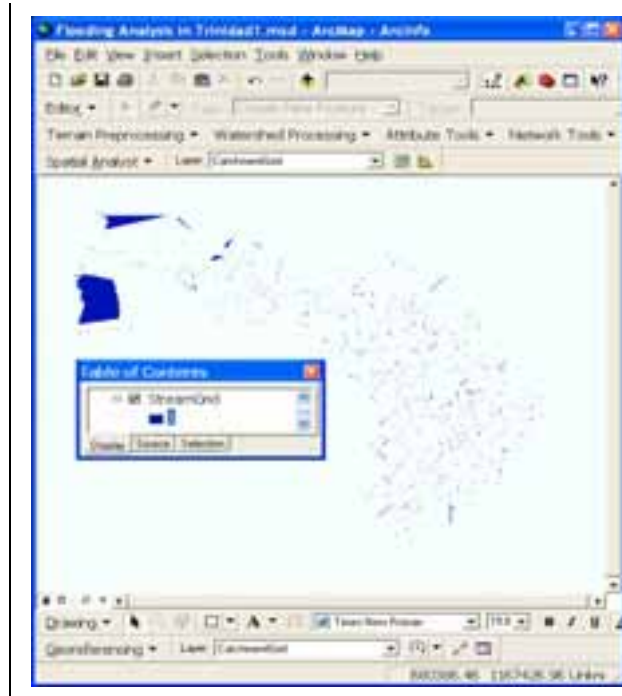 Flooding Analysis in Trinidad1.mxd - ArcMap - ArcInfo
File Edit View Insert Selection Tools Window Help
Editor
Terrain Preprocessing Watershed Processing Attribute Tools Network Tools
Spatial Analyst Layer: CatchmentGrid
Table of Contents
StreamGrid
Display Source Selection
Drawing A Times New Roman B I U
Georeferencing Layer: CatchmentGrid